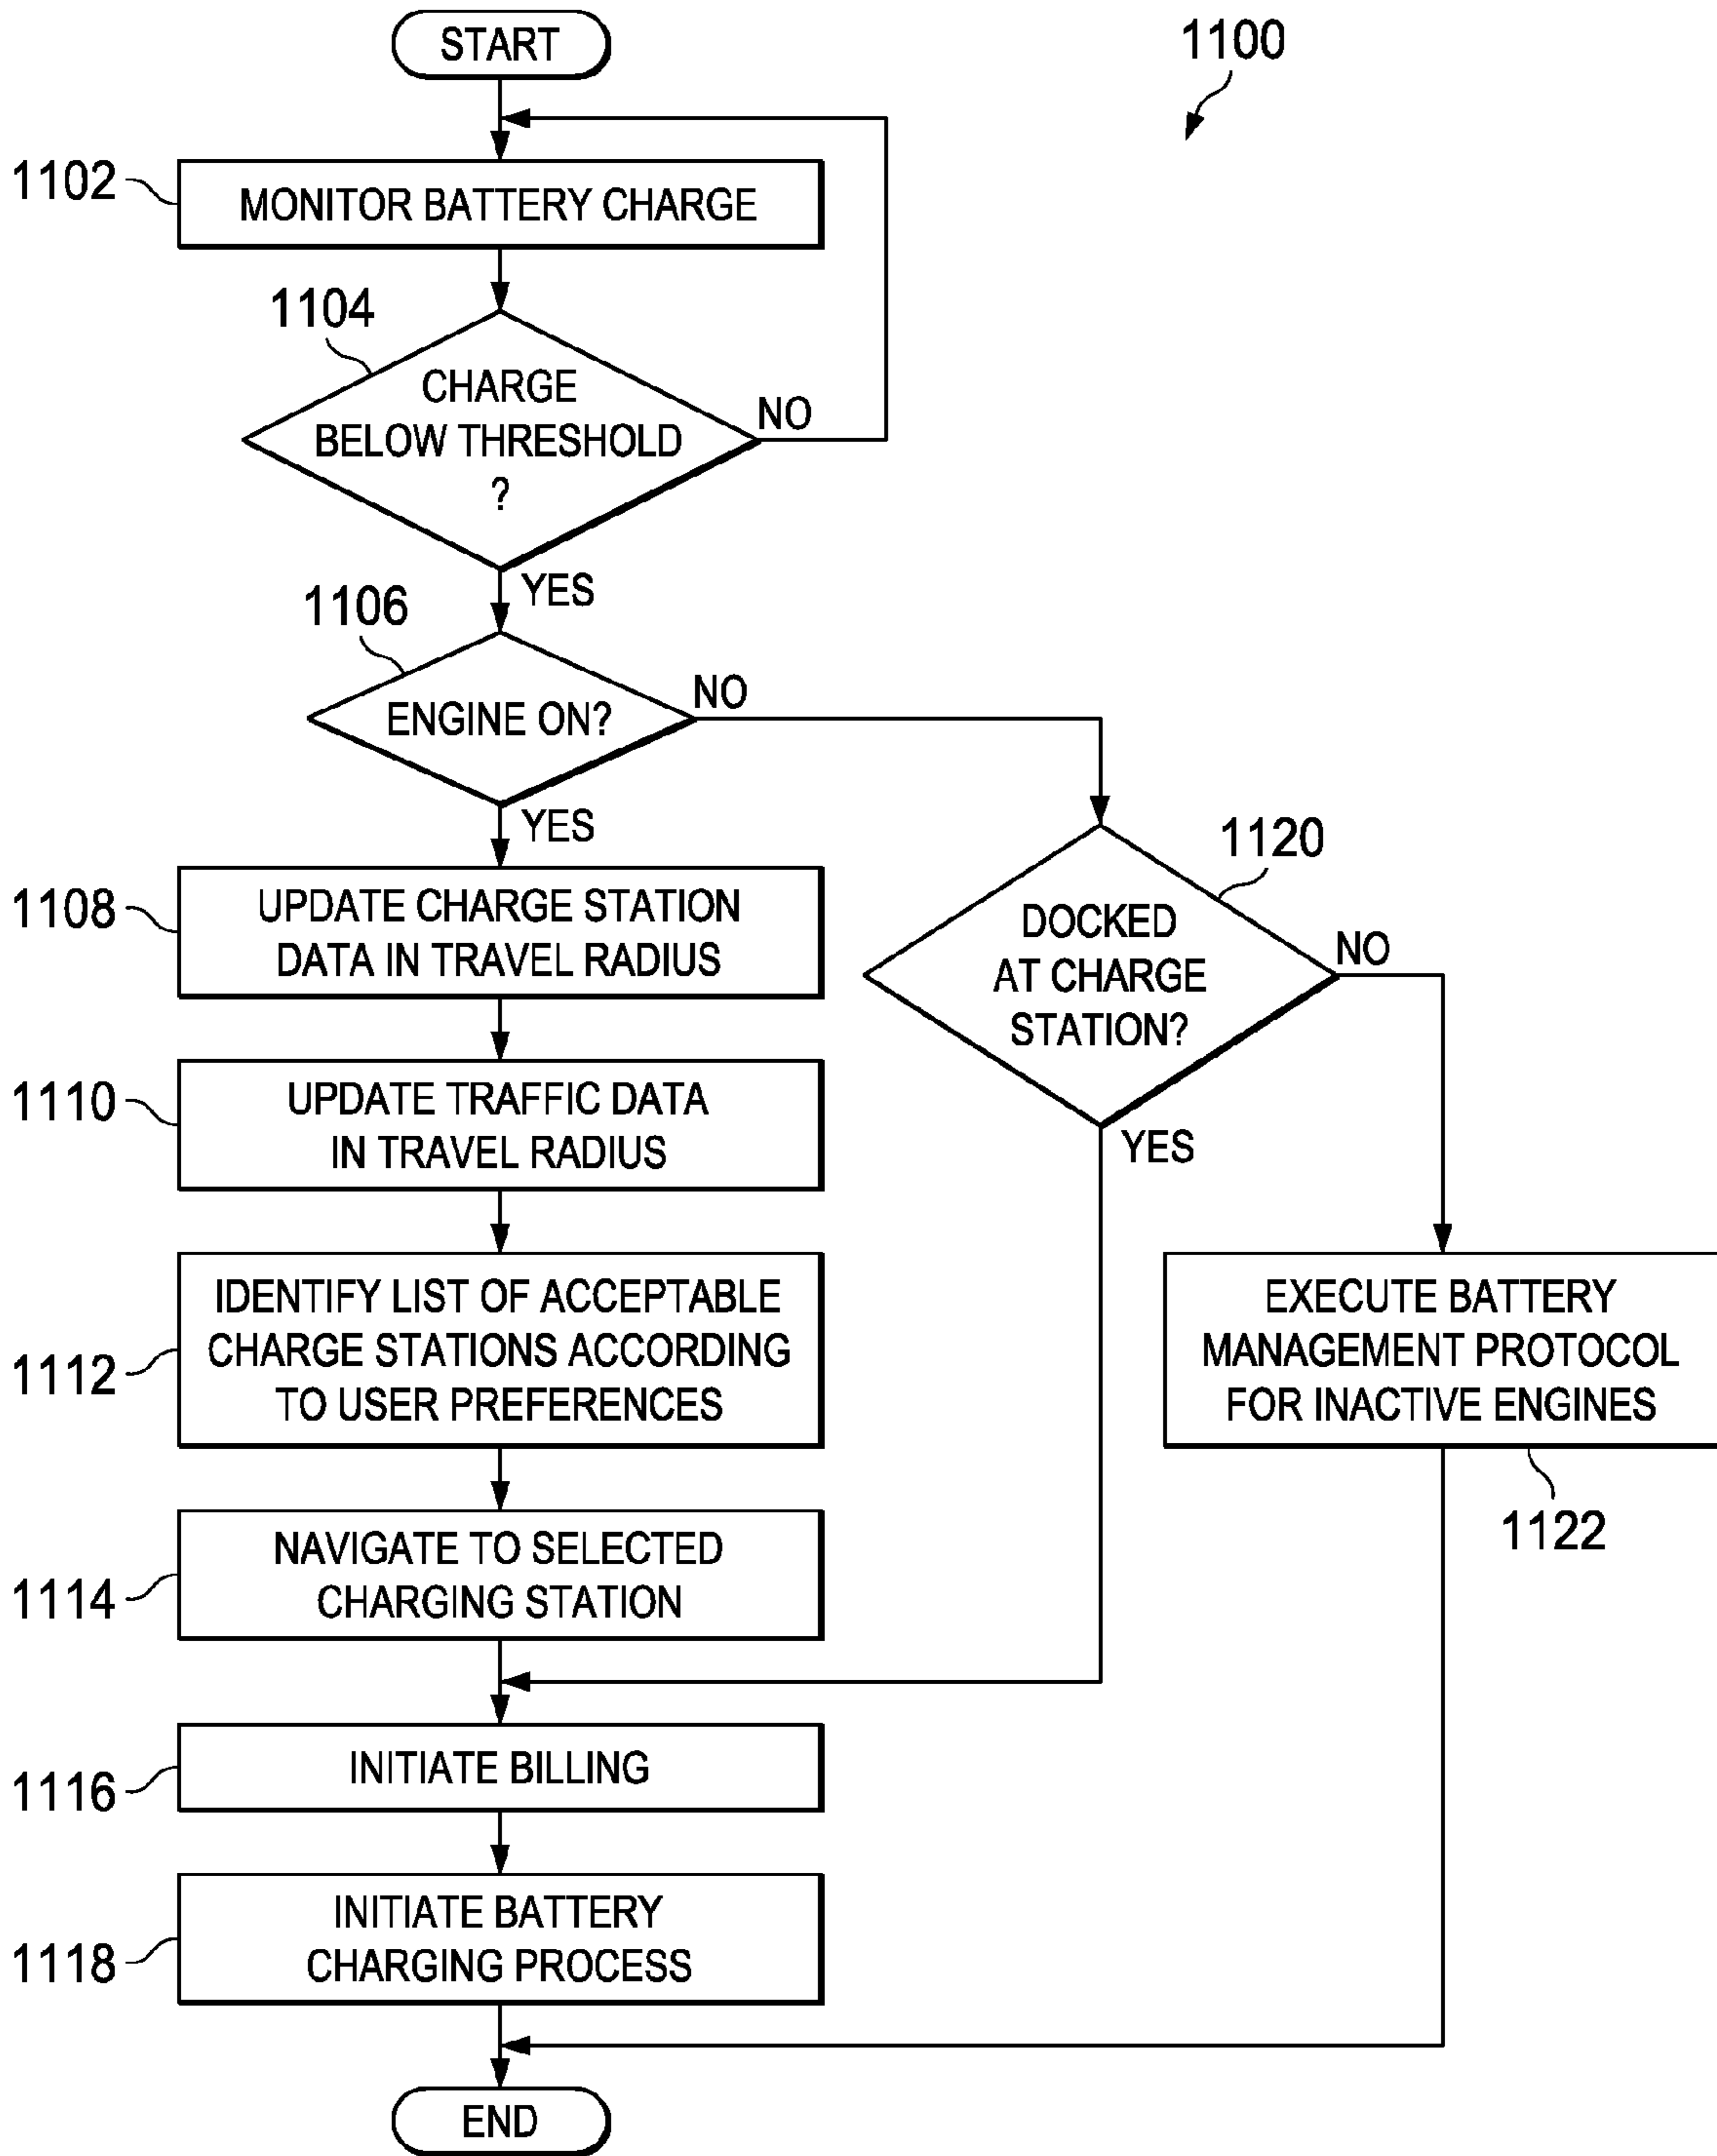 START
1100
1102
MONITOR BATTERY CHARGE
1104
CHARGE
BELOW THRESHOLD
?
NO
YES
1106
ENGINE ON?
NO
YES
1108
UPDATE CHARGE STATION
DATA IN TRAVEL RADIUS
1120
DOCKED
AT CHARGE
STATION?
NO
YES
1110
UPDATE TRAFFIC DATA
IN TRAVEL RADIUS
1112
IDENTIFY LIST OF ACCEPTABLE
CHARGE STATIONS ACCORDING
TO USER PREFERENCES
EXECUTE BATTERY
MANAGEMENT PROTOCOL
FOR INACTIVE ENGINES
1122
1114
NAVIGATE TO SELECTED
CHARGING STATION
1116
INITIATE BILLING
1118
INITIATE BATTERY
CHARGING PROCESS
END